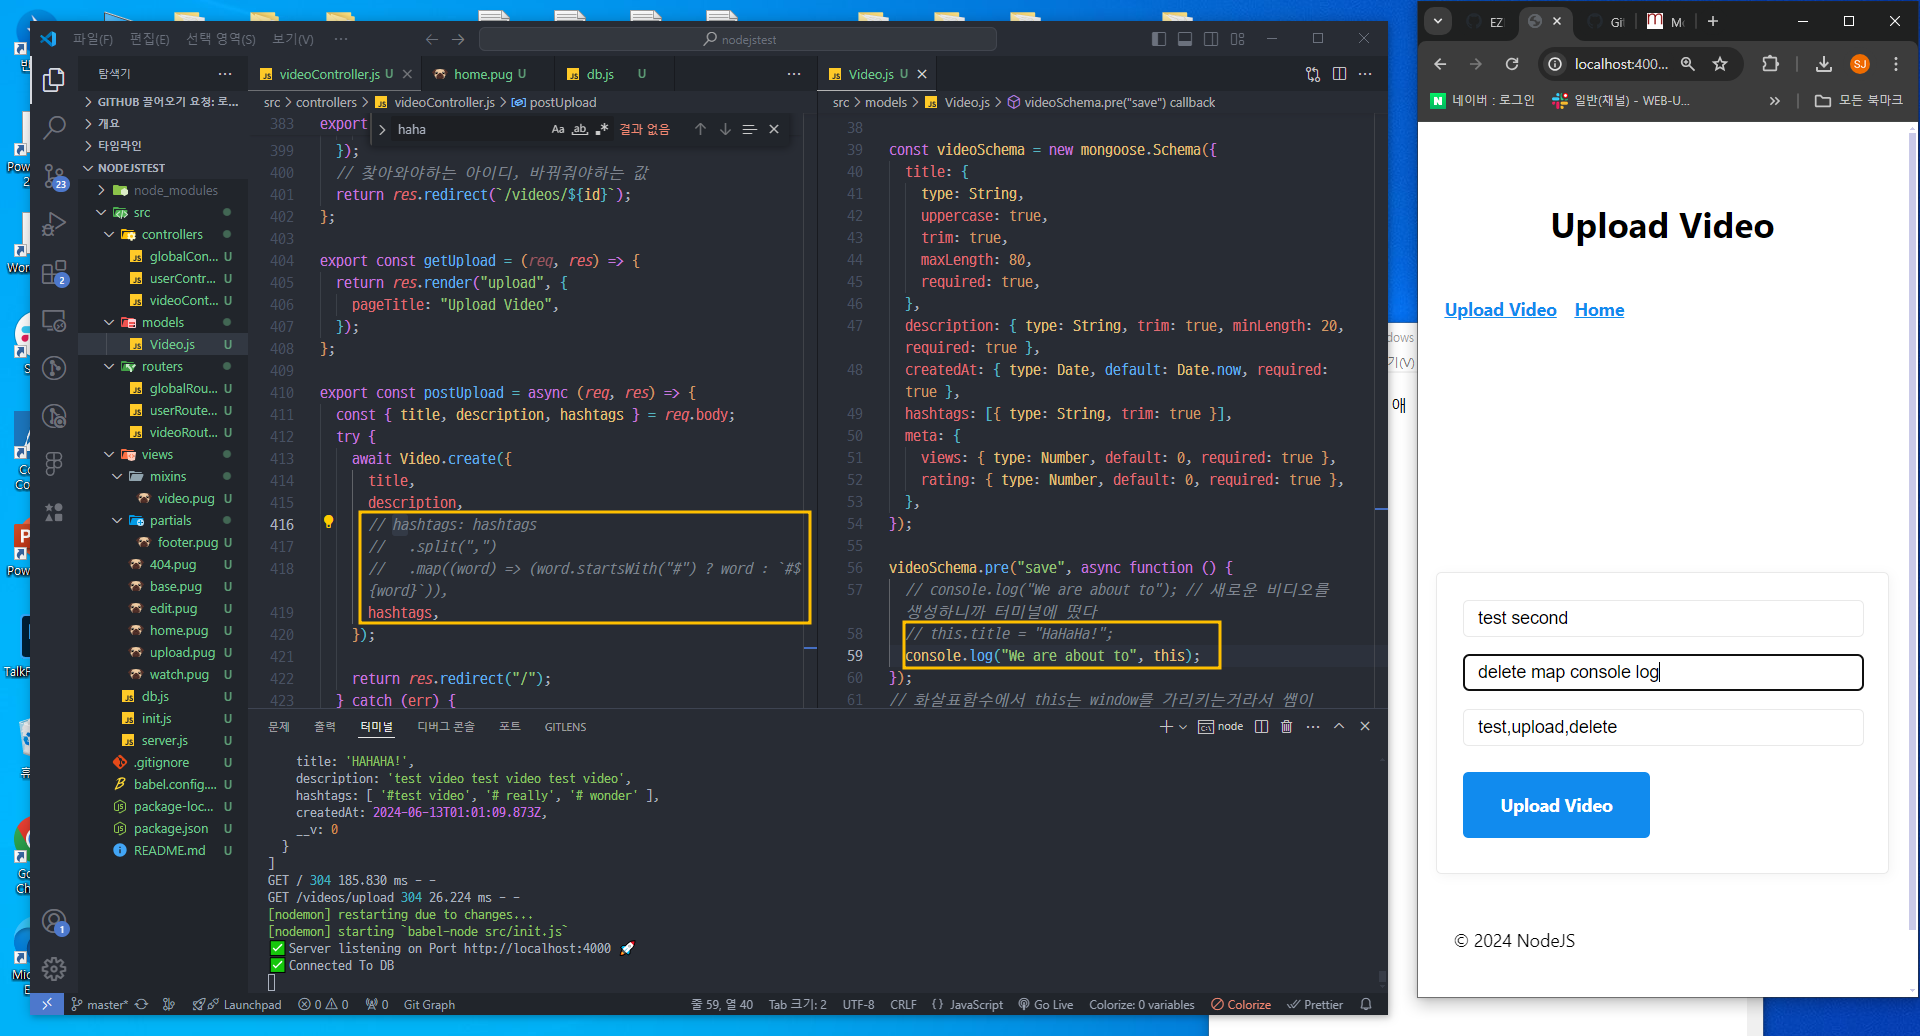 파일(F) 편집(E) 선택 영역(S) 보기(V) ···
nodejstest
탐색기 ···
GITHUB 끌어오기 요청: 로...
개요
타임라인
NODEJSTEST
node_modules
src
controllers
globalCon... U
userContr... U
videoCont... U
models
Video.js U
routers
globalRou... U
userRoute... U
videoRout... U
views
mixins
video.pug U
partials
footer.pug U
404.pug U
base.pug U
edit.pug U
home.pug U
upload.pug U
watch.pug U
db.js U
init.js U
server.js U
.gitignore U
babel.config.... U
package-loc... U
package.json U
README.md U
23
2
1
videoController.js U
home.pug U
db.js U
src > controllers > videoController.js > postUpload
haha Aa ab 결과 없음
383 export
399 });
400 // 찾아와야하는 아이디, 바꿔줘야하는 값
401 return res.redirect(`/videos/${id}`);
402 };
403
404 export const getUpload = (req, res) => {
405 return res.render("upload", {
406 pageTitle: "Upload Video",
407 });
408 };
409
410 export const postUpload = async (req, res) => {
411 const { title, description, hashtags } = req.body;
412 try {
413 await Video.create({
414 title,
415 description,
416 // hashtags: hashtags
417 // .split(",")
418 // .map((word) => (word.startsWith("#") ? word : `#$
{word}`)),
419 hashtags,
420 });
421
422 return res.redirect("/");
423 } catch (err) {
Video.js U
src > models > Video.js > videoSchema.pre("save") callback
38
39 const videoSchema = new mongoose.Schema({
40 title: {
41 type: String,
42 uppercase: true,
43 trim: true,
44 maxLength: 80,
45 required: true,
46 },
47 description: { type: String, trim: true, minLength: 20,
required: true },
48 createdAt: { type: Date, default: Date.now, required:
true },
49 hashtags: [{ type: String, trim: true }],
50 meta: {
51 views: { type: Number, default: 0, required: true },
52 rating: { type: Number, default: 0, required: true },
53 },
54 });
55
56 videoSchema.pre("save", async function () {
57 // console.log("We are about to"); // 새로운 비디오를
생성하니까 터미널에 떴다
58 // this.title = "HaHaHa!";
59 console.log("We are about to", this);
60 });
61 // 화살표함수에서 this는 window를 가리키는거라서 쌤이
문제 출력 터미널 디버그 콘솔 포트 GITLENS
node
title: 'HAHAHA!',
description: 'test video test video test video',
hashtags: [ '#test video', '# really', '# wonder' ],
createdAt: 2024-06-13T01:01:09.873Z,
__v: 0
}
]
GET / 304 185.830 ms - -
GET /videos/upload 304 26.224 ms - -
[nodemon] restarting due to changes...
[nodemon] starting `babel-node src/init.js`
✅ Server listening on Port http://localhost:4000 🚀
✅ Connected To DB
master* Launchpad 0 0 0 Git Graph
줄 59, 열 40 Tab 크기: 2 UTF-8 CRLF {} JavaScript Go Live Colorize: 0 variables Colorize Prettier
localhost:400...
SJ
네이버 : 로그인 일반(채널) - WEB-U... 모든 북마크
Upload Video
Upload Video Home
test second
delete map console log
test,upload,delete
Upload Video
© 2024 NodeJS
dows
기(V)
애